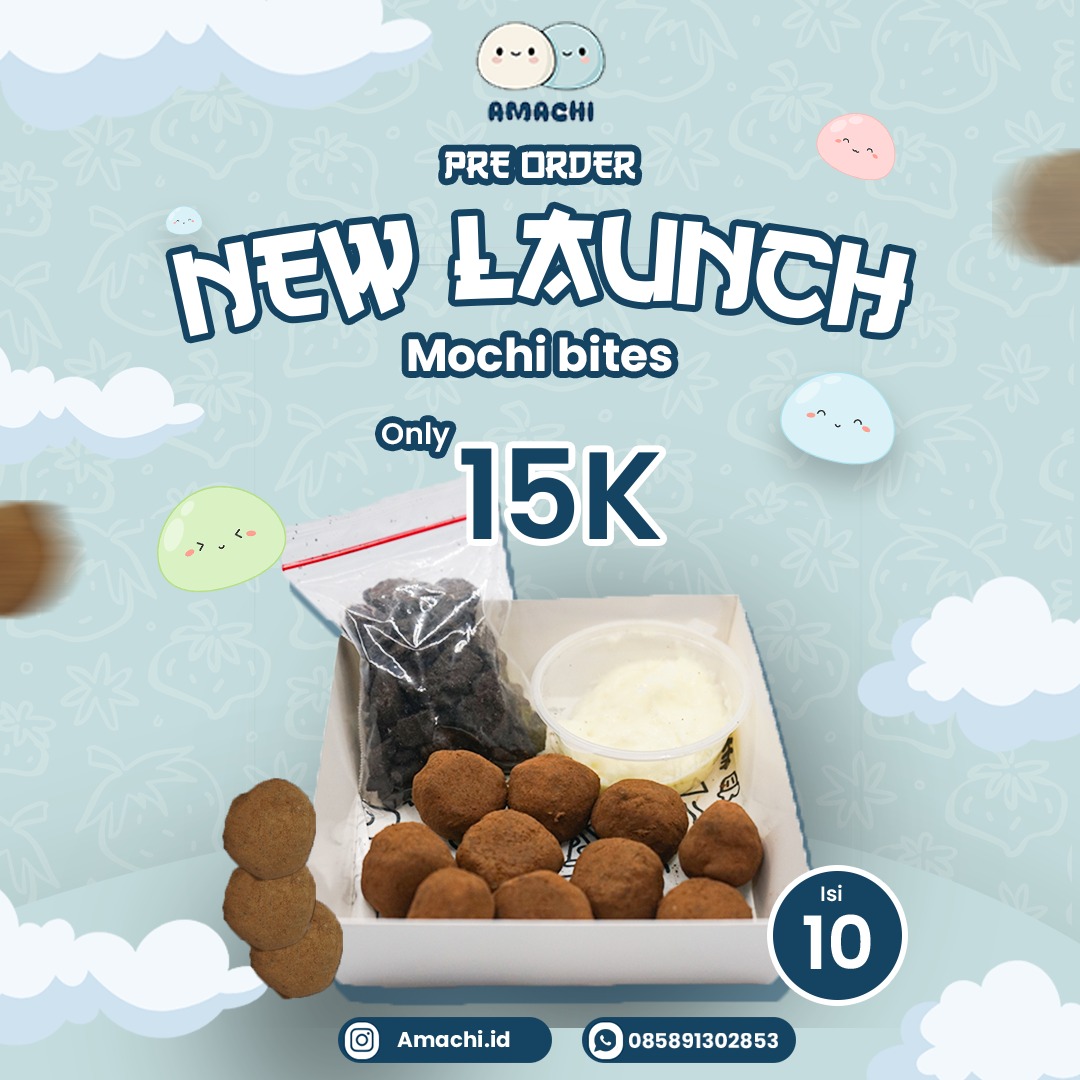 AMACHI
PRE ORDER
NEW LAUNCH
Mochi bites
Only
15K
Isi
10
Amachi.id
085891302853